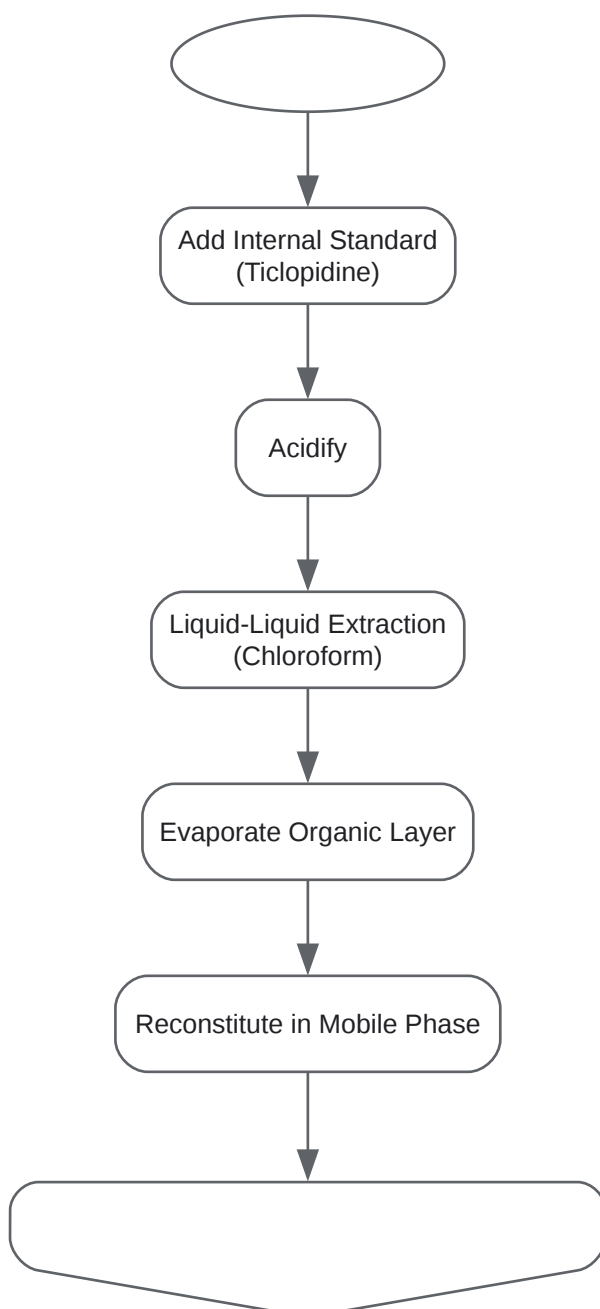 Add Internal Standard
(Ticlopidine)
Acidify
Liquid-Liquid Extraction
(Chloroform)
Evaporate Organic Layer
Reconstitute in Mobile Phase